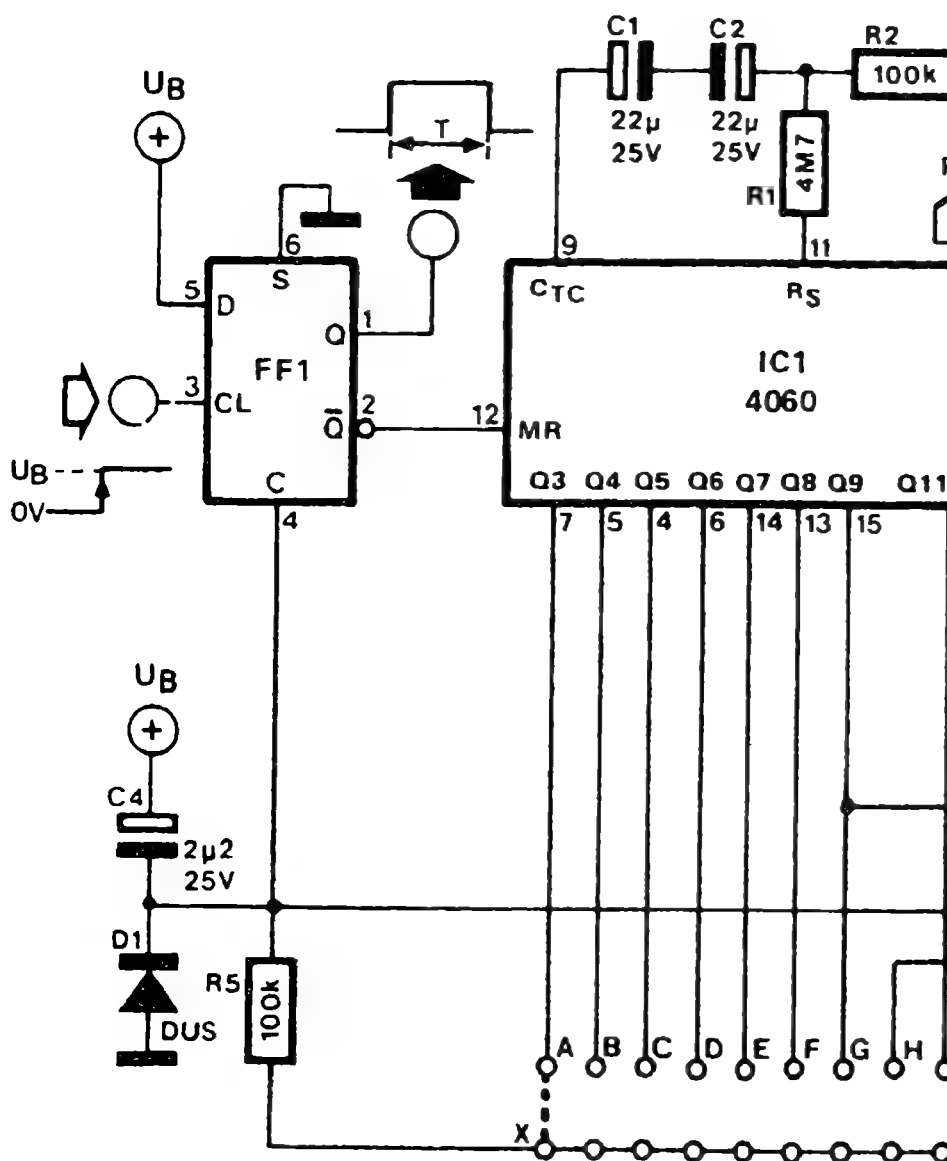 C1
C2
R2
100k
22µ
25V
22µ
25V
R1
4M7
UB
+
T
6
S
5
D
Q
1
FF1
3
CL
Q̅
2
C
4
UB
0V
9
11
CTC
RS
IC1
4060
12
MR
Q3
Q4
Q5
Q6
Q7
Q8
Q9
Q11
7
5
4
6
14
13
15
UB
+
C4
2µ2
25V
D1
DUS
R5
100k
A
B
C
D
E
F
G
H
X